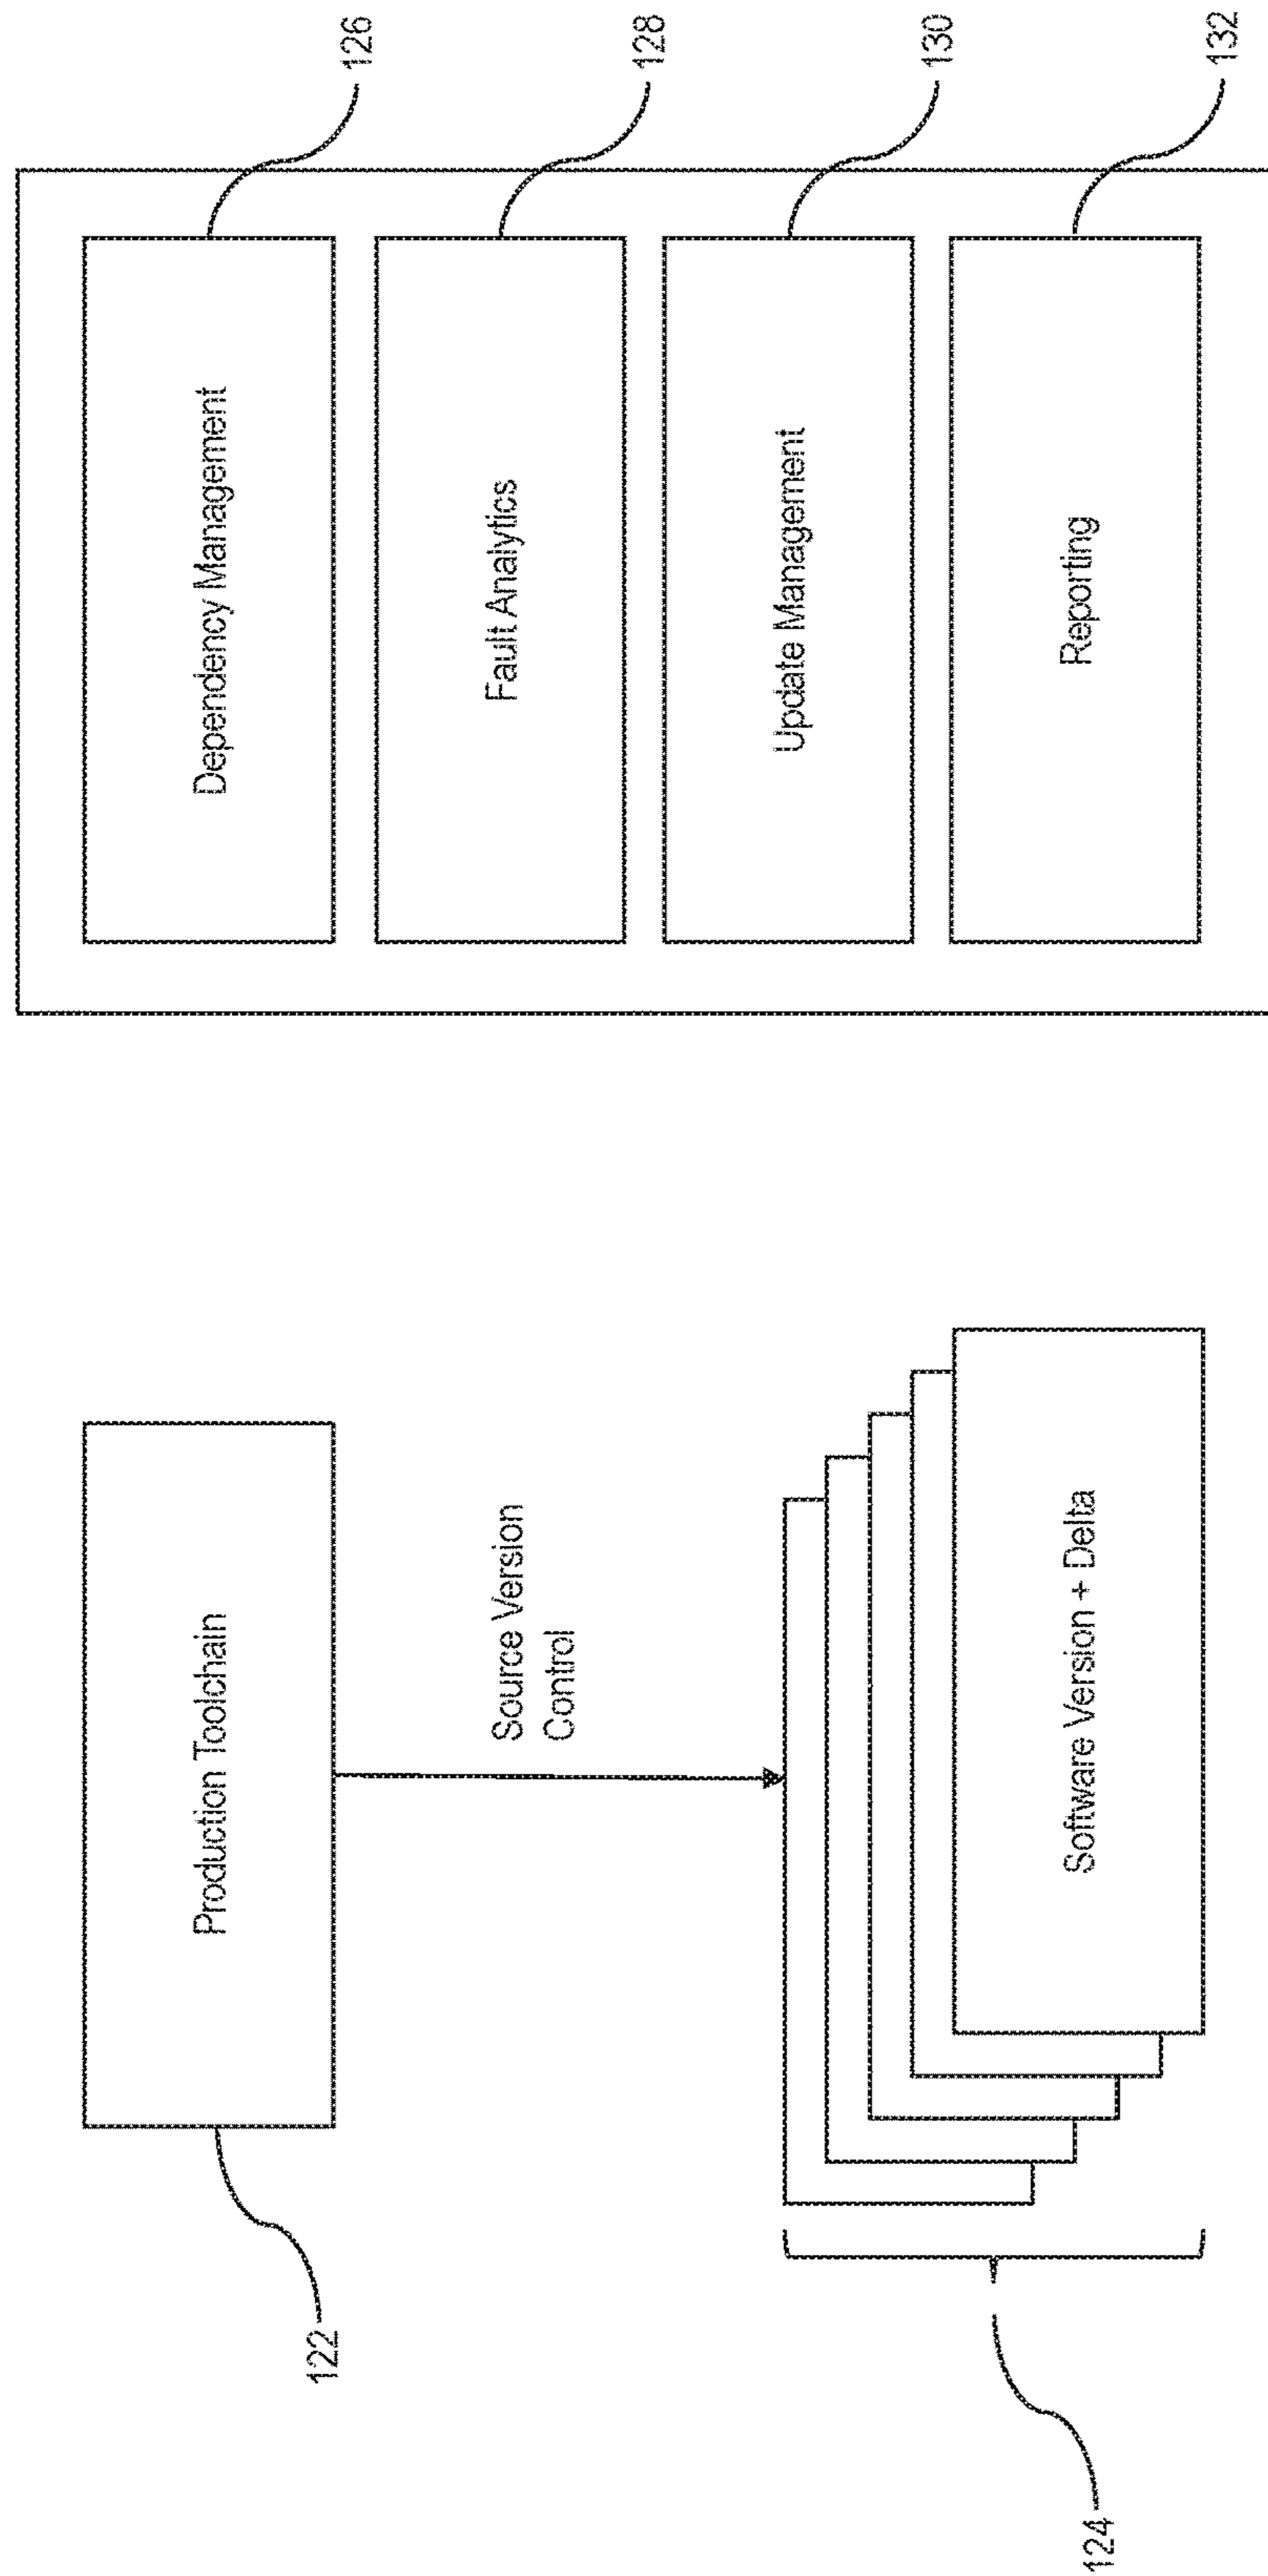 122
Production Toolchain
Source Version
Control
124
Software Version + Delta
Dependency Management
126
Fault Analytics
128
Update Management
130
Reporting
132